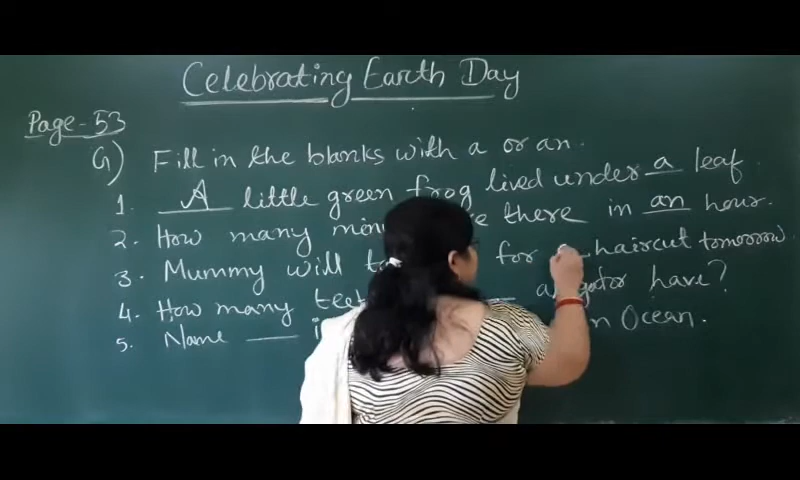 Celebrating Earth Day
Page-53
G) Fill in the blanks with a or an.
1. A little green frog lived under a leaf.
2. How many there in an hour.
3. Mummy will for haircut tomorrow.
4. How many have?
5. Name Ocean.